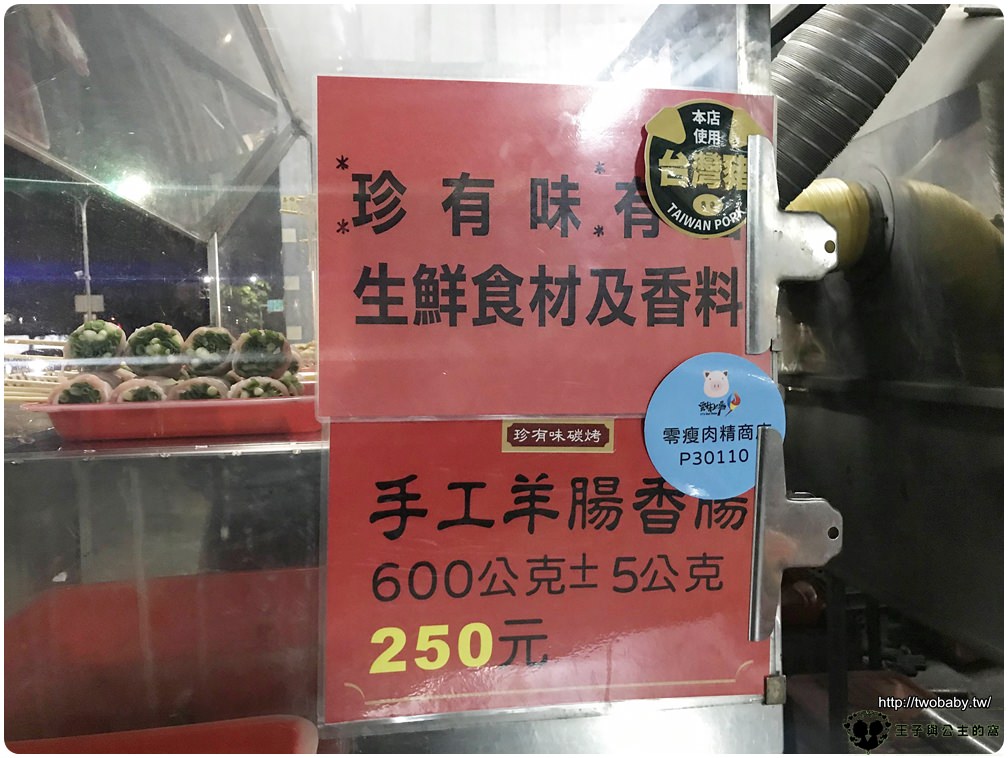 本店
使用
台灣豬
TAIWAN PORK
珍有味有
生鮮食材及香料
零瘦肉精商店
P30110
珍有味碳烤
手工羊腸香腸
600公克±5公克
250元
http://twobaby.tw/
王子與公主的窩